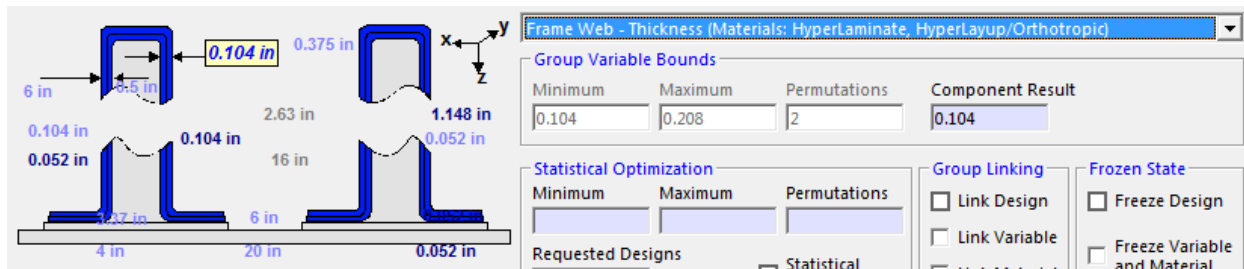 Frame Web - Thickness (Materials: HyperLaminate, HyperLayup/Orthotropic)
0.375 in
x
y
z
0.104 in
6 in
0.5 in
Group Variable Bounds
Minimum
Maximum
Permutations
Component Result
0.104
0.208
2
0.104
2.63 in
1.148 in
0.104 in
0.104 in
0.052 in
0.052 in
16 in
Statistical Optimization
Minimum
Maximum
Permutations
Requested Designs
Statistical
Group Linking
Link Design
Link Variable
Frozen State
Freeze Design
Freeze Variable
and Material
3.37 in
6 in
4 in
20 in
0.052 in